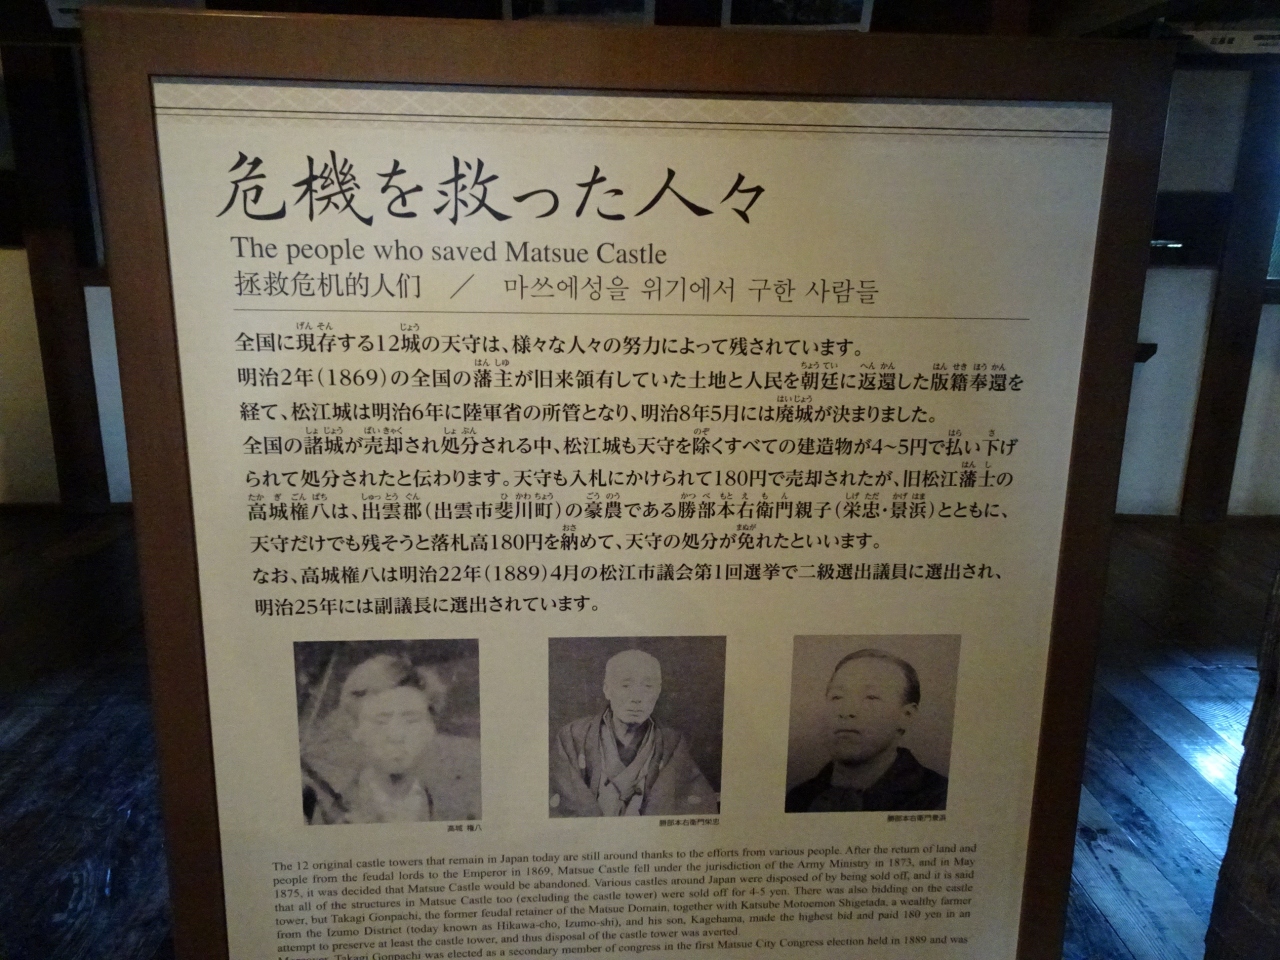 危機を救った人々
The people who saved Matsue Castle
拯救危机的人们 ／ 마쓰에성을 위기에서 구한 사람들
全国に現存する12城の天守は、様々な人々の努力によって残されています。
明治2年（1869）の全国の藩主が旧来領有していた土地と人民を朝廷に返還した版籍奉還を
経て、松江城は明治6年に陸軍省の所管となり、明治8年5月には廃城が決まりました。
全国の諸城が売却され処分される中、松江城も天守を除くすべての建造物が4〜5円で払い下げ
られて処分されたと伝わります。天守も入札にかけられて180円で売却されたが、旧松江藩士の
高城権八は、出雲郡（出雲市斐川町）の豪農である勝部本右衛門親子（栄忠・景浜）とともに、
天守だけでも残そうと落札高180円を納めて、天守の処分が免れたといいます。
なお、高城権八は明治22年（1889）4月の松江市議会第1回選挙で二級選出議員に選出され、
明治25年には副議長に選出されています。
高城 権八
勝部本右衛門栄忠
勝部本右衛門景浜
The 12 original castle towers that remain in Japan today are still around thanks to the efforts from various people. After the return of land and
people from the feudal lords to the Emperor in 1869, Matsue Castle fell under the jurisdiction of the Army Ministry in 1873, and in May
1875, it was decided that Matsue Castle would be abandoned. Various castles around Japan were disposed of by being sold off, and it is said
that all of the structures in Matsue Castle too (excluding the castle tower) were sold off for 4-5 yen. There was also bidding on the castle
tower, but Takagi Gonpachi, the former feudal retainer of the Matsue Domain, together with Katsube Motoemon Shigetada, a wealthy farmer
from the Izumo District (today known as Hikawa-cho, Izumo-shi), and his son, Kagehama, made the highest bid and paid 180 yen in an
attempt to preserve at least the castle tower, and thus disposal of the castle tower was averted.
Moreover, Takagi Gonpachi was elected as a secondary member of congress in the first Matsue City Congress election held in 1889 and was